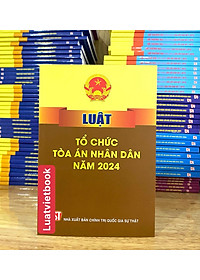 LUẬT
TỔ CHỨC
TÒA ÁN NHÂN DÂN
NĂM 2024
Luatvietbook
NHÀ XUẤT BẢN CHÍNH TRỊ QUỐC GIA SỰ THẬT